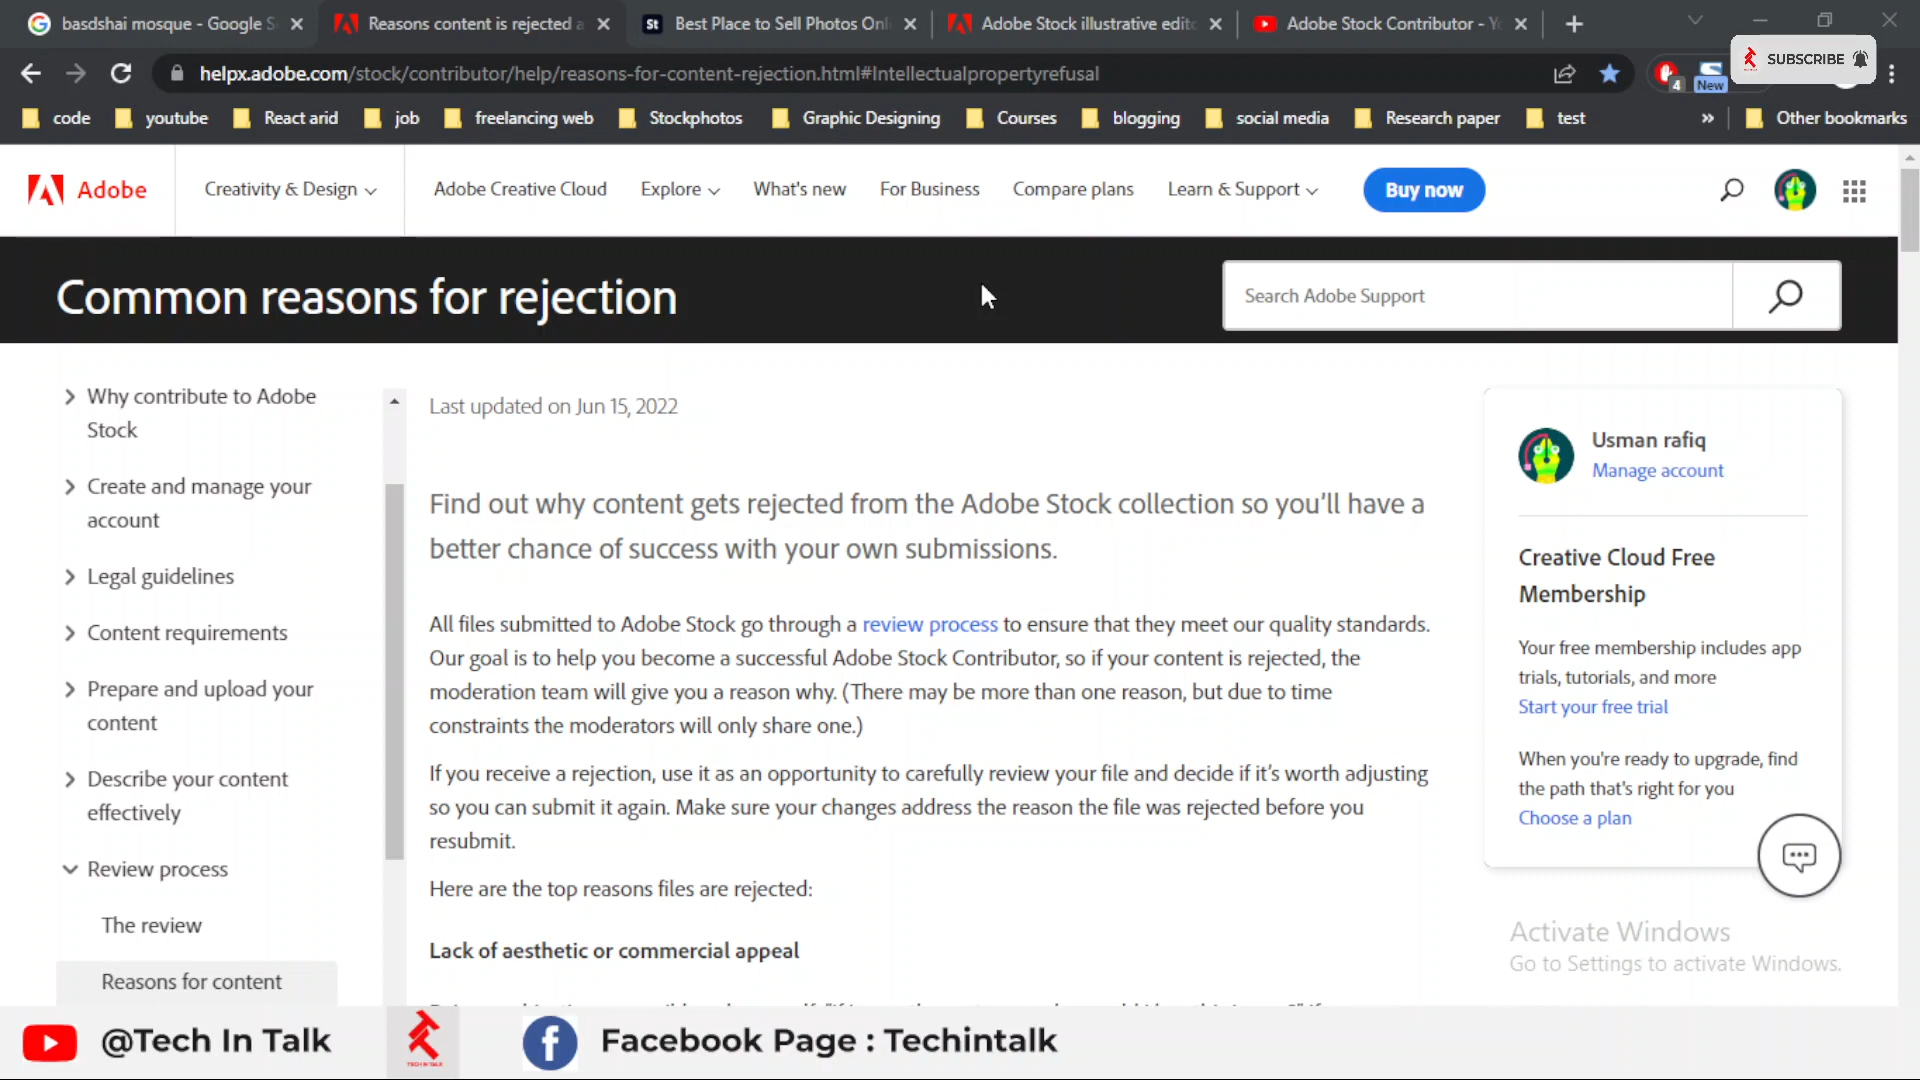 basdshai mosque - Google S
Reasons content is rejected a
St
Best Place to Sell Photos Onl
Adobe Stock illustrative edit
Adobe Stock Contributor - Yo
helpx.adobe.com/stock/contributor/help/reasons-for-content-rejection.html#Intellectualpropertyrefusal
4
New
SUBSCRIBE
code
youtube
React arid
job
freelancing web
Stockphotos
Graphic Designing
Courses
blogging
social media
Research paper
test
»
Other bookmarks
Adobe
Creativity & Design
Adobe Creative Cloud
Explore
What's new
For Business
Compare plans
Learn & Support
Buy now
Common reasons for rejection
Search Adobe Support
Why contribute to Adobe
Stock
Create and manage your
account
Legal guidelines
Content requirements
Prepare and upload your
content
Describe your content
effectively
Review process
The review
Reasons for content
Last updated on Jun 15, 2022
Find out why content gets rejected from the Adobe Stock collection so you'll have a
better chance of success with your own submissions.
All files submitted to Adobe Stock go through a review process to ensure that they meet our quality standards.
Our goal is to help you become a successful Adobe Stock Contributor, so if your content is rejected, the
moderation team will give you a reason why. (There may be more than one reason, but due to time
constraints the moderators will only share one.)
If you receive a rejection, use it as an opportunity to carefully review your file and decide if it's worth adjusting
so you can submit it again. Make sure your changes address the reason the file was rejected before you
resubmit.
Here are the top reasons files are rejected:
Lack of aesthetic or commercial appeal
Usman rafiq
Manage account
Creative Cloud Free
Membership
Your free membership includes app
trials, tutorials, and more
Start your free trial
When you're ready to upgrade, find
the path that's right for you
Choose a plan
Activate Windows
Go to Settings to activate Windows.
@Tech In Talk
TECH IN TALK
Facebook Page : Techintalk